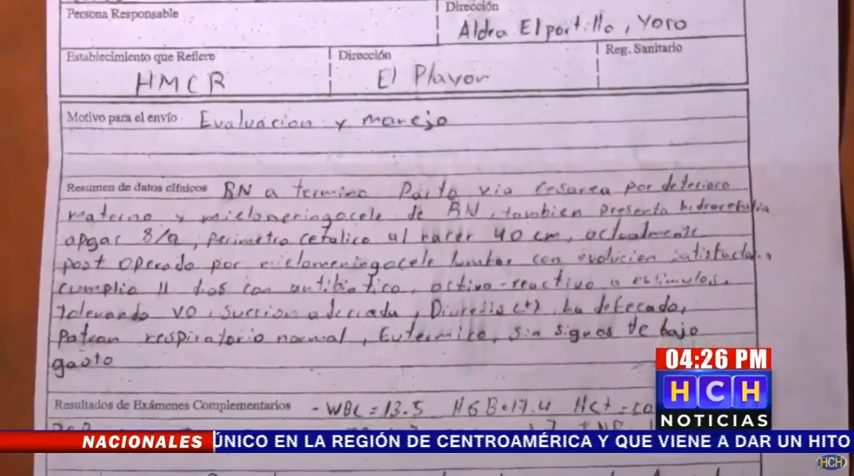 Persona Responsable
Dirección
Aldea El portillo, Yoro
Establecimiento que Refiere
Dirección
Reg. Sanitario
HMCR
El Playon
Motivo para el envío Evaluacion y manejo
Resumen de datos clínicos RN a termino Parto via cesarea por deterioro
materno y mielomeningocele de RN, tambien presenta hidrocefalia
apgar 8/9, perimetro cefalico al nacer 40 cm, actualmente
post operado por mielomeningocele lumbar con evolucion satisfactoria
cumplio 11 dias con antibiotico, activo-reactivo a estimulos,
tolerando VO, succion adecuada, Diuresis (+), ha defecado,
Patron respiratorio normal, Eutermico, sin signos de bajo
gasto
Resultados de Exámenes Complementarios - WBC = 13.5 HGB=17.4 Hct =
04:26 PM
HCH
NOTICIAS
NACIONALES ÚNICO EN LA REGIÓN DE CENTROAMÉRICA Y QUE VIENE A DAR UN HITO
HCH